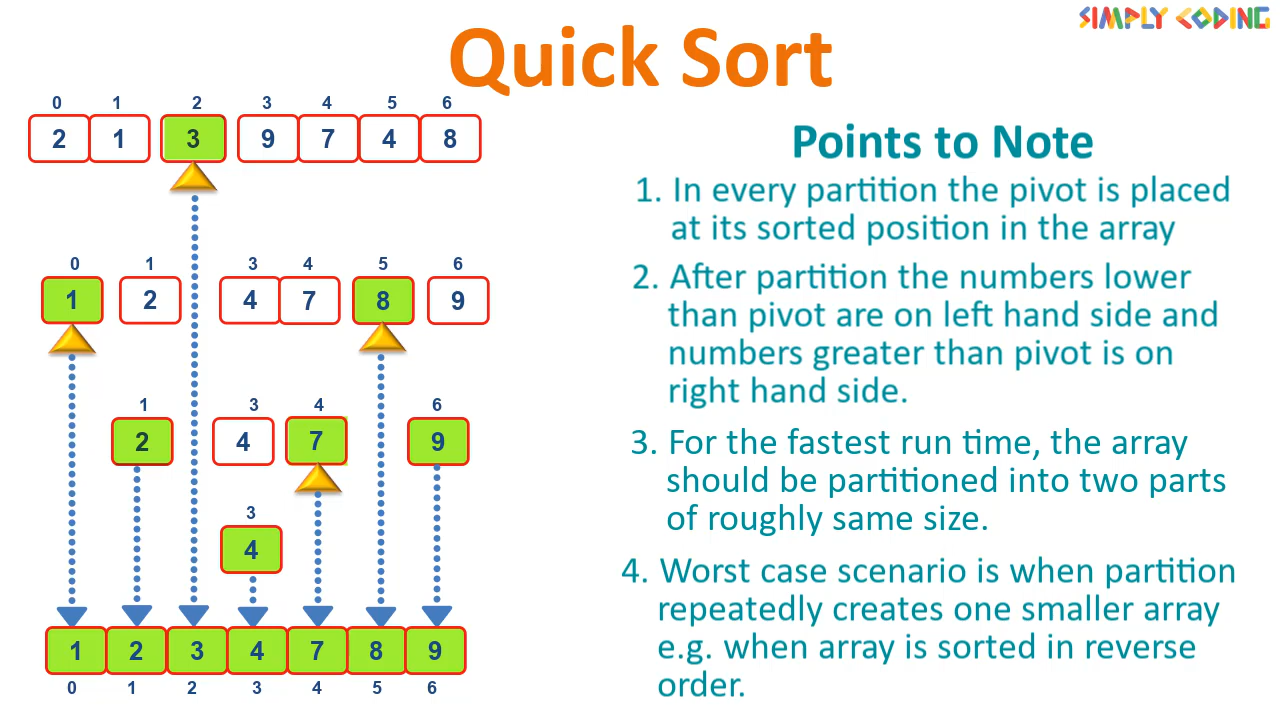 SIMPLY CODING
Quick Sort
0 1 2 3 4 5 6
2 1 3 9 7 4 8
0 1 3 4 5 6
1 2 4 7 8 9
1 3 4 6
2 4 7 9
3
4
1 2 3 4 7 8 9
0 1 2 3 4 5 6
Points to Note
1. In every partition the pivot is placed
at its sorted position in the array
2. After partition the numbers lower
than pivot are on left hand side and
numbers greater than pivot is on
right hand side.
3. For the fastest run time, the array
should be partitioned into two parts
of roughly same size.
4. Worst case scenario is when partition
repeatedly creates one smaller array
e.g. when array is sorted in reverse
order.